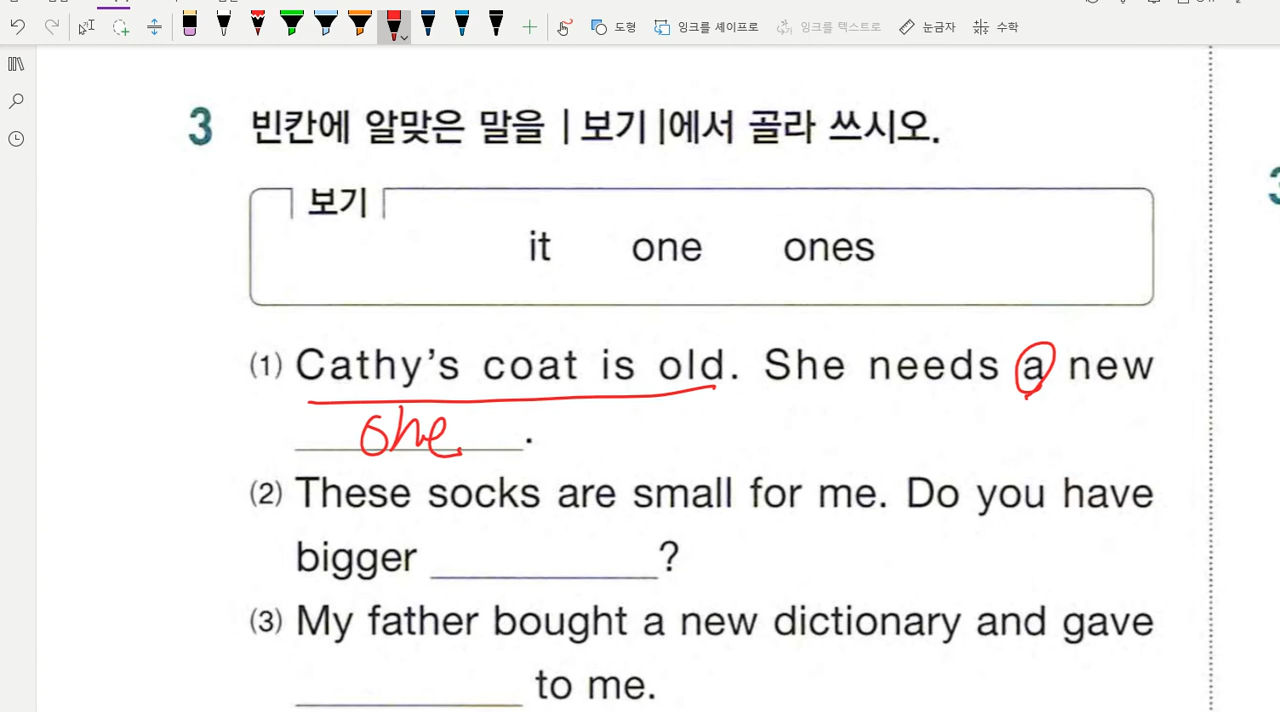 도형
잉크를 셰이프로
잉크를 텍스트로
눈금자
수학
3 빈칸에 알맞은 말을 | 보기 |에서 골라 쓰시오.
보기
it one ones
(1) Cathy's coat is old. She needs a new
she.
(2) These socks are small for me. Do you have
bigger ____________?
(3) My father bought a new dictionary and gave
____________ to me.